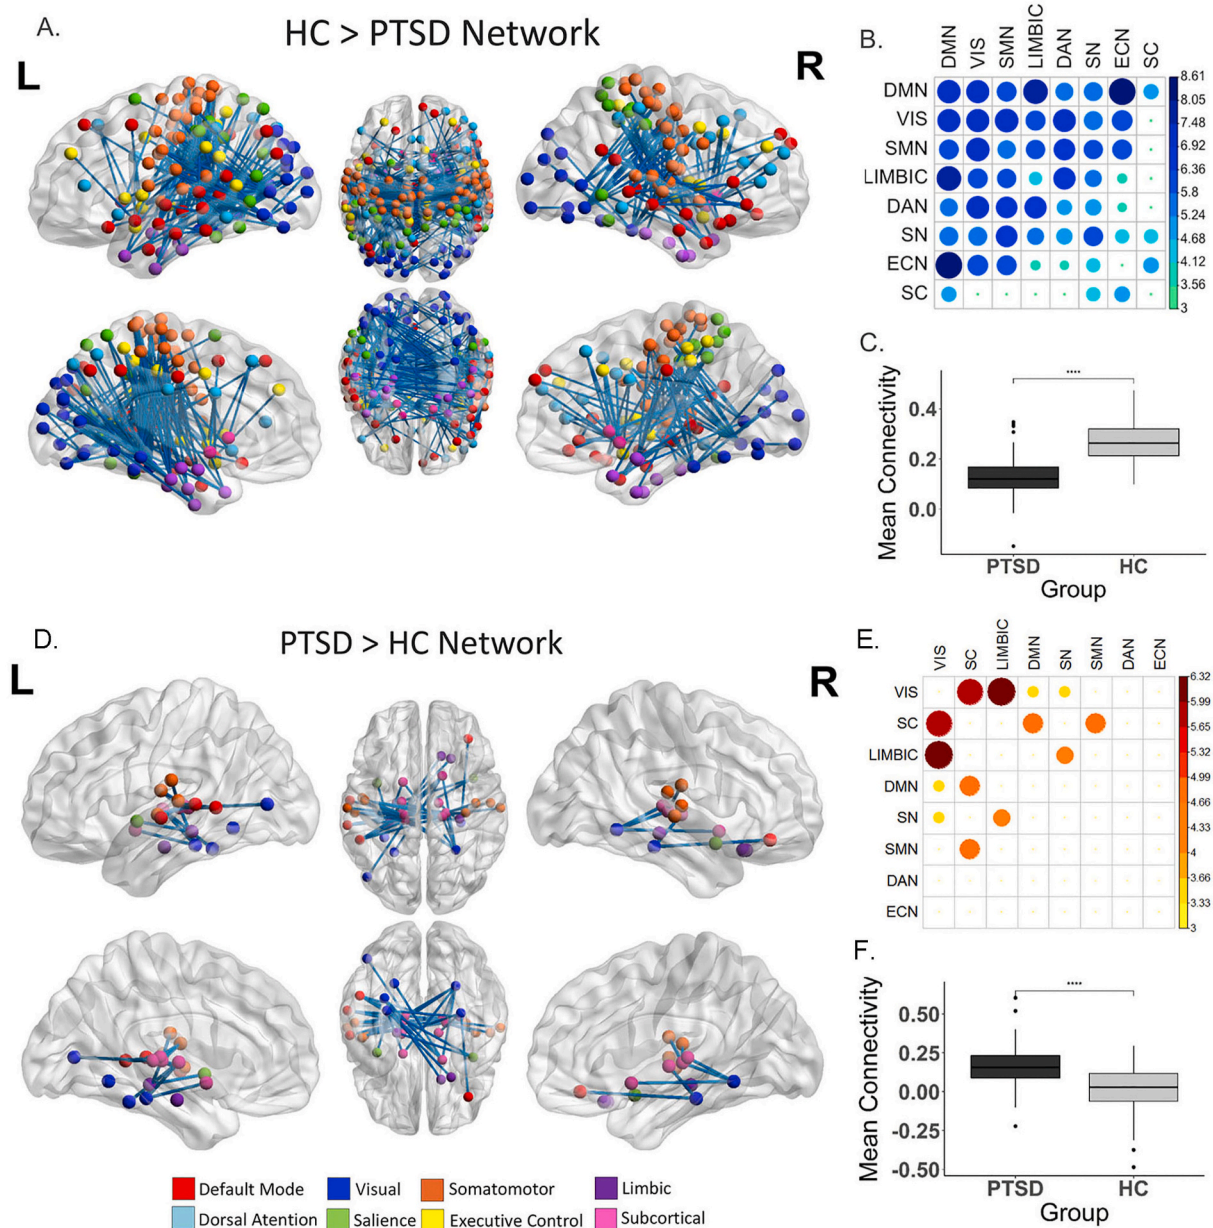 A.
HC > PTSD Network
L
R
B.
DMN
VIS
SMN
LIMBIC
DAN
SN
ECN
SC
DMN
VIS
SMN
LIMBIC
DAN
SN
ECN
SC
8.61
8.05
7.48
6.92
6.36
5.8
5.24
4.68
4.12
3.56
3
C.
Mean Connectivity
0.4
0.2
0.0
****
PTSD HC
Group
D.
PTSD > HC Network
L
R
E.
VIS
SC
LIMBIC
DMN
SN
SMN
DAN
ECN
VIS
SC
LIMBIC
DMN
SN
SMN
DAN
ECN
6.32
5.99
5.65
5.32
4.99
4.66
4.33
4
3.66
3.33
3
F.
Mean Connectivity
0.50
0.25
0.00
-0.25
-0.50
****
PTSD HC
Group
Default Mode Visual Somatomotor Limbic
Dorsal Atention Salience Executive Control Subcortical